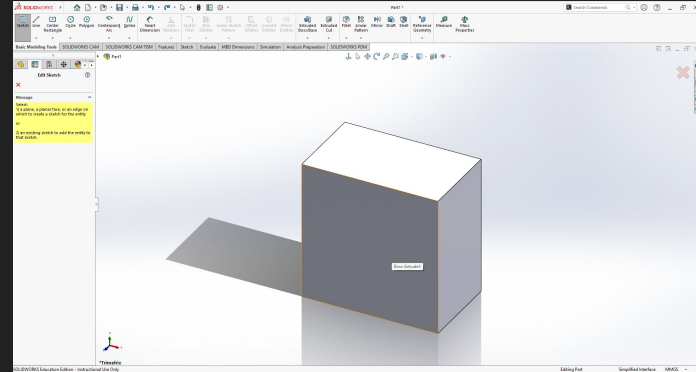 SOLIDWORKS
Part1 *
Search Commands
Sketch
Line
Center Rectangle
Circle
Polygon
Centerpoint Arc
Spline
Smart Dimension
Extruded Boss/Base
Extruded Cut
Fillet
Linear Pattern
Mirror
Draft
Shell
Reference Geometry
Measure
Mass Properties
Basic Modeling Tools
SOLIDWORKS CAM
SOLIDWORKS CAM TBM
Features
Sketch
Evaluate
MBD Dimensions
Simulation
Analysis Preparation
SOLIDWORKS PDM
Part1
Edit Sketch
Message
Select:
1) a plane, a planar face, or an edge on
which to create a sketch for the entity.
or
2) an existing sketch to add the entity to
that sketch.
Boss-Extrude1
*Trimetric
SOLIDWORKS Education Edition - Instructional Use Only
Editing Part
Simplified Interface
MMGS